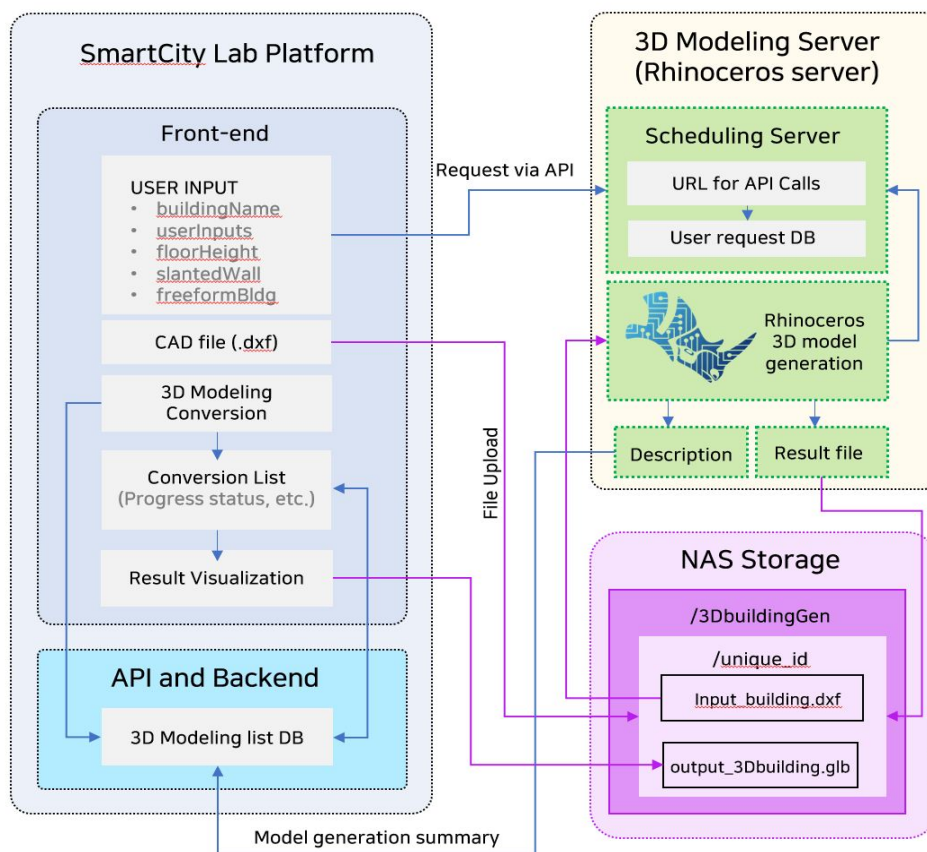 SmartCity Lab Platform
Front-end
USER INPUT
• buildingName
• userInputs
• floorHeight
• slantedWall
• freeformBldg
CAD file (.dxf)
3D Modeling
Conversion
Conversion List
(Progress status, etc.)
Result Visualization
API and Backend
3D Modeling list DB
Request via API
File Upload
Model generation summary
3D Modeling Server
(Rhinoceros server)
Scheduling Server
URL for API Calls
User request DB
Rhinoceros
3D model
generation
Description
Result file
NAS Storage
/3DbuildingGen
/unique_id
Input_building.dxf
output_3Dbuilding.glb